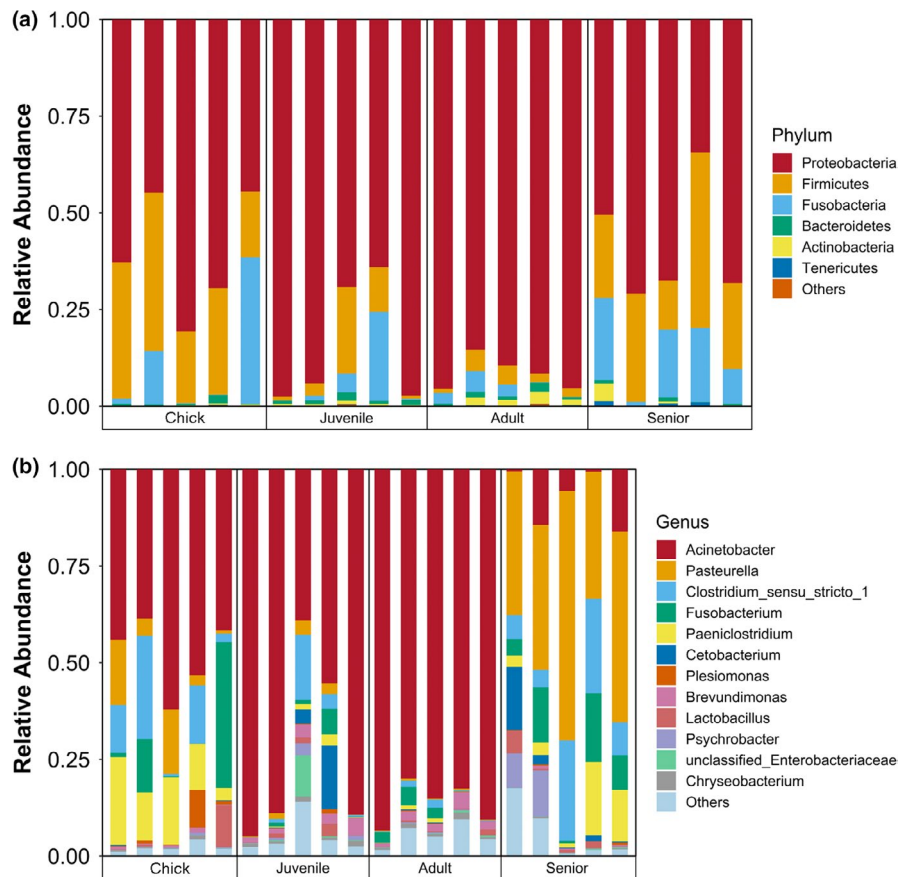 (a)
Relative Abundance
1.00
0.75
0.50
0.25
0.00
Chick Juvenile Adult Senior
Phylum
Proteobacteria
Firmicutes
Fusobacteria
Bacteroidetes
Actinobacteria
Tenericutes
Others
(b)
Relative Abundance
1.00
0.75
0.50
0.25
0.00
Chick Juvenile Adult Senior
Genus
Acinetobacter
Pasteurella
Clostridium_sensu_stricto_1
Fusobacterium
Paeniclostridium
Cetobacterium
Plesiomonas
Brevundimonas
Lactobacillus
Psychrobacter
unclassified_Enterobacteriaceae
Chryseobacterium
Others